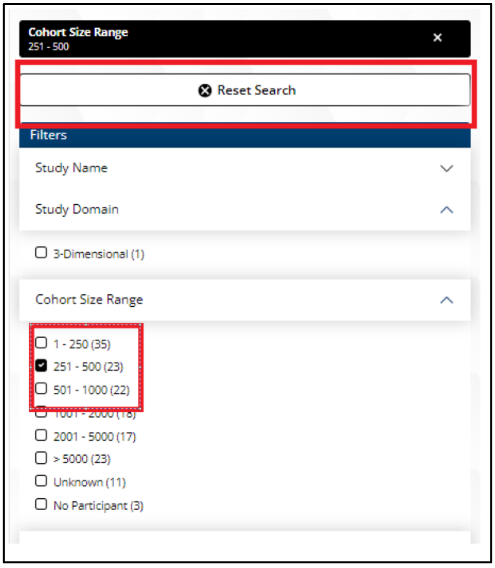 Cohort Size Range
251 - 500
Reset Search
Filters
Study Name
Study Domain
3-Dimensional (1)
Cohort Size Range
1 - 250 (35)
251 - 500 (23)
501 - 1000 (22)
1001 - 2000 (18)
2001 - 5000 (17)
> 5000 (23)
Unknown (11)
No Participant (3)